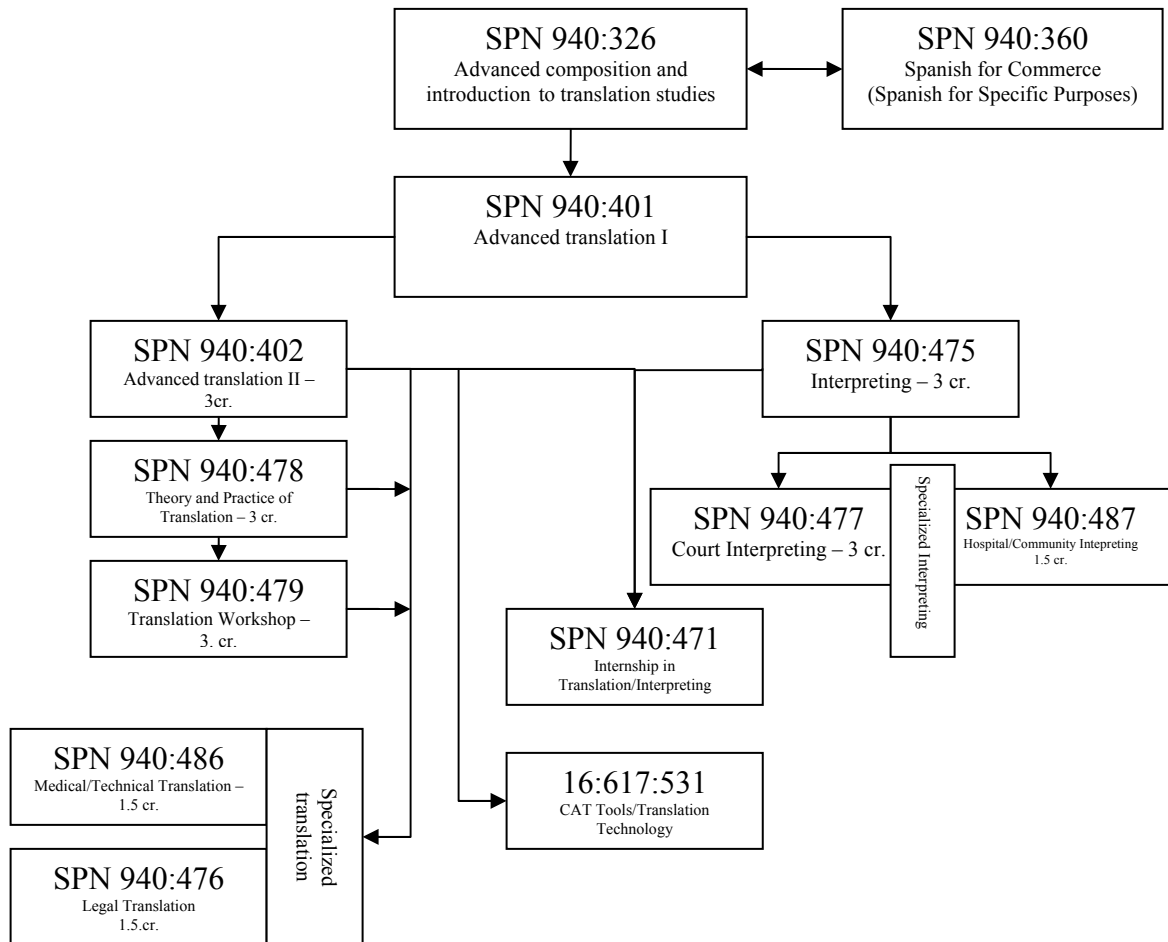 SPN 940:326
Advanced composition and
introduction to translation studies
SPN 940:360
Spanish for Commerce
(Spanish for Specific Purposes)
SPN 940:401
Advanced translation I
SPN 940:402
Advanced translation II –
3cr.
SPN 940:475
Interpreting – 3 cr.
SPN 940:478
Theory and Practice of
Translation – 3 cr.
SPN 940:477
Court Interpreting – 3 cr.
Specialized Interpreting
SPN 940:487
Hospital/Community Intepreting
1.5 cr.
SPN 940:479
Translation Workshop –
3. cr.
SPN 940:471
Internship in
Translation/Interpreting
SPN 940:486
Medical/Technical Translation –
1.5 cr.
Specialized
translation
16:617:531
CAT Tools/Translation
Technology
SPN 940:476
Legal Translation
1.5.cr.